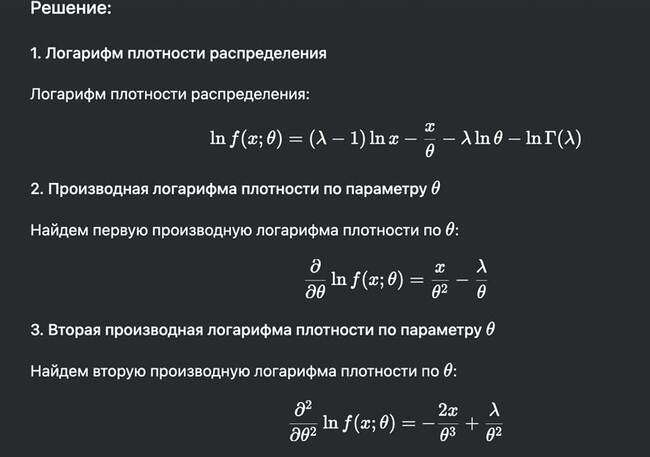 Решение:
1. Логарифм плотности распределения
Логарифм плотности распределения:
ln f(x; θ) = (λ − 1) ln x − x/θ − λ ln θ − ln Γ(λ)
2. Производная логарифма плотности по параметру θ
Найдем первую производную логарифма плотности по θ:
∂/∂θ ln f(x; θ) = x/θ² − λ/θ
3. Вторая производная логарифма плотности по параметру θ
Найдем вторую производную логарифма плотности по θ:
∂²/∂θ² ln f(x; θ) = −2x/θ³ + λ/θ²